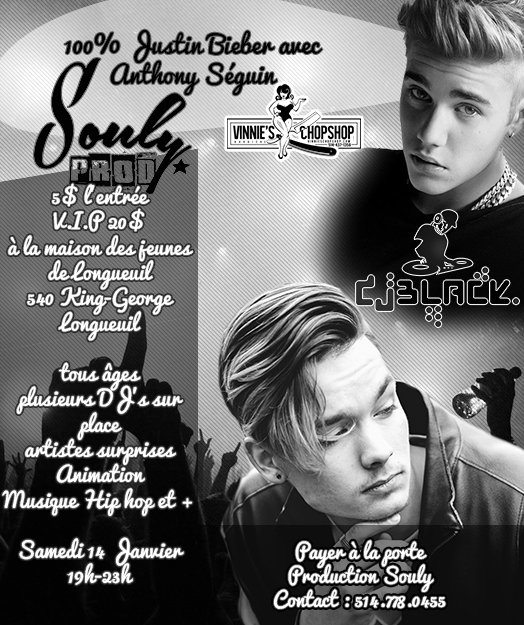 100% Justin Bieber avec
Anthony Séguin
Souly
PROD
VINNIE'S CHOPSHOP
5$ l'entrée
V.I.P 20$
à la maison des jeunes
de Longueuil
540 King-George
Longueuil
DJBLACK.
tous âges
plusieurs DJ's sur
place
artistes surprises
Animation
Musique Hip hop et +
Samedi 14 Janvier
19h-23h
Payer à la porte
Production Souly
Contact : 514.778.0455